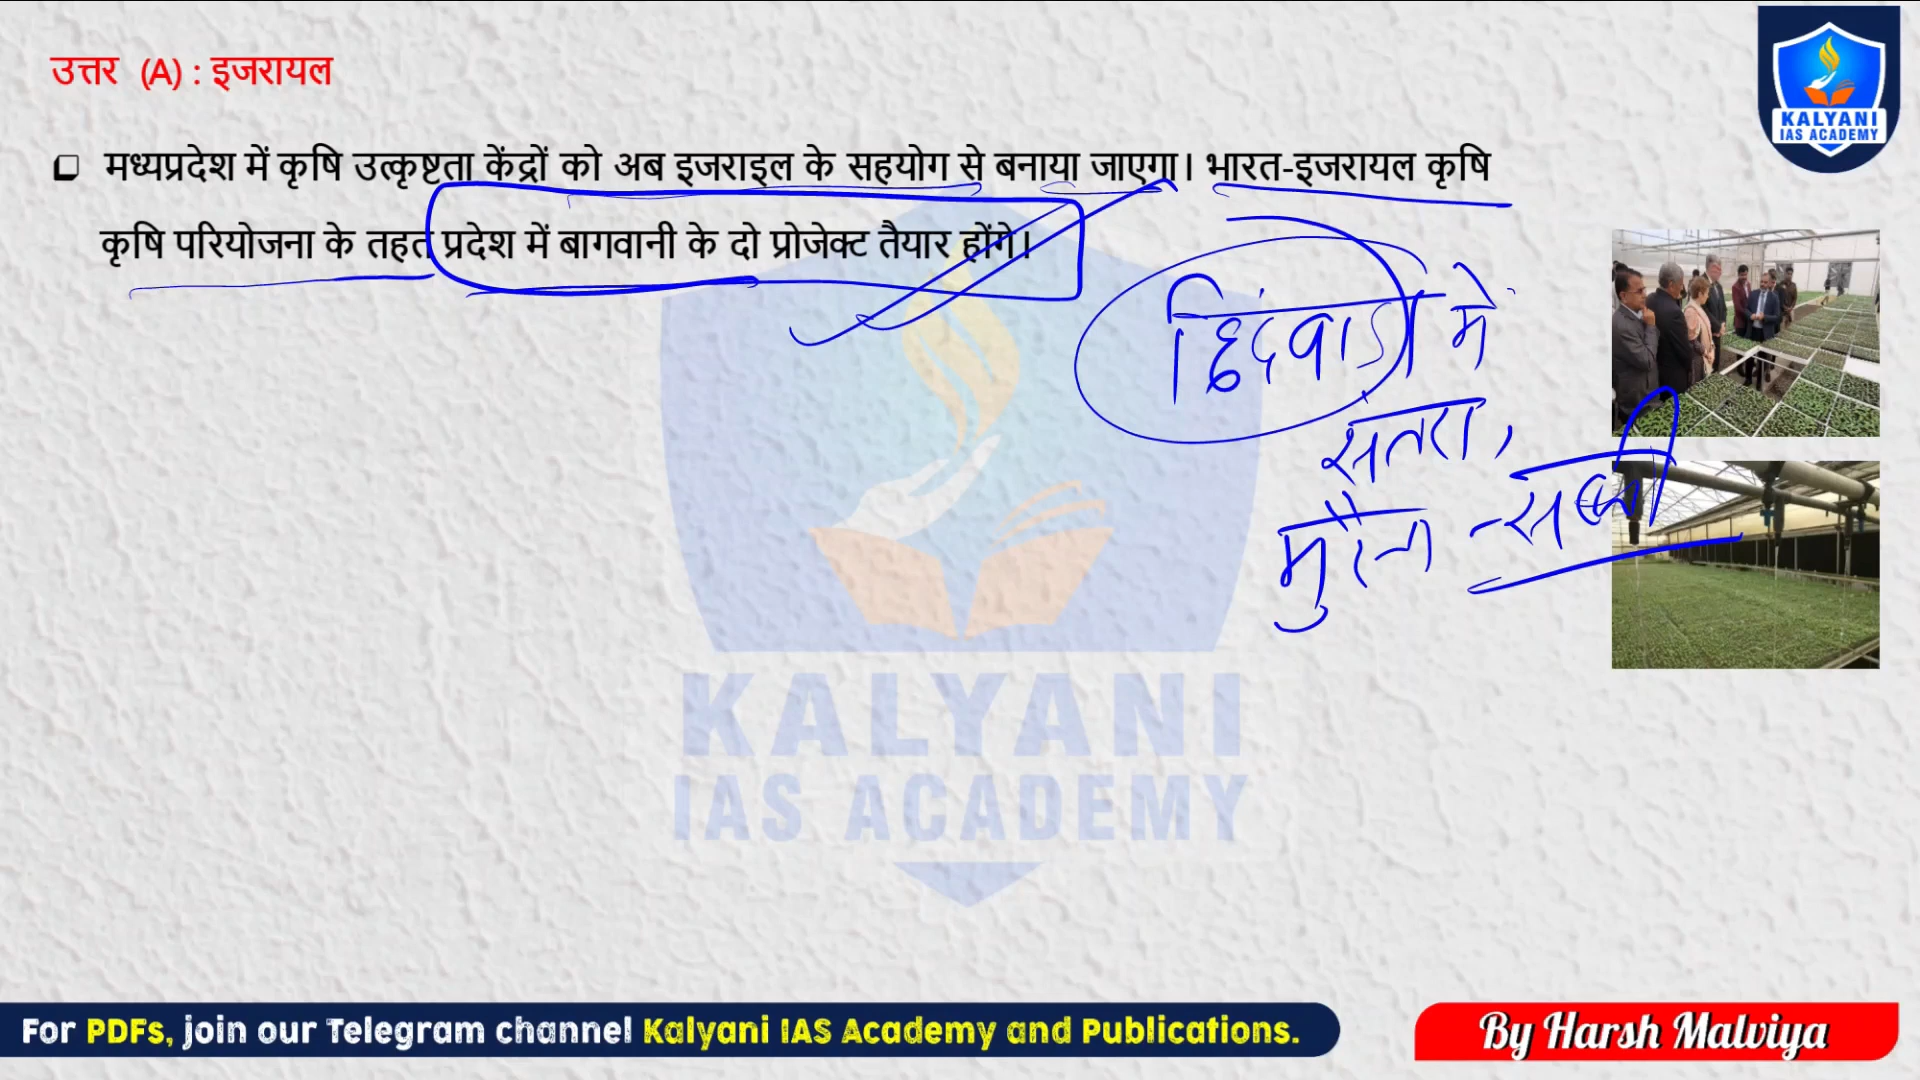 उत्तर (A) : इजरायल
KALYANI
IAS ACADEMY
❑ मध्यप्रदेश में कृषि उत्कृष्टता केंद्रों को अब इजराइल के सहयोग से बनाया जाएगा। भारत-इजरायल कृषि
कृषि परियोजना के तहत प्रदेश में बागवानी के दो प्रोजेक्ट तैयार होंगे।
छिंदवाड़ा में
संतरा,
मुरैना - सब्जी
KALYANI
IAS ACADEMY
For PDFs, join our Telegram channel Kalyani IAS Academy and Publications.
By Harsh Malviya